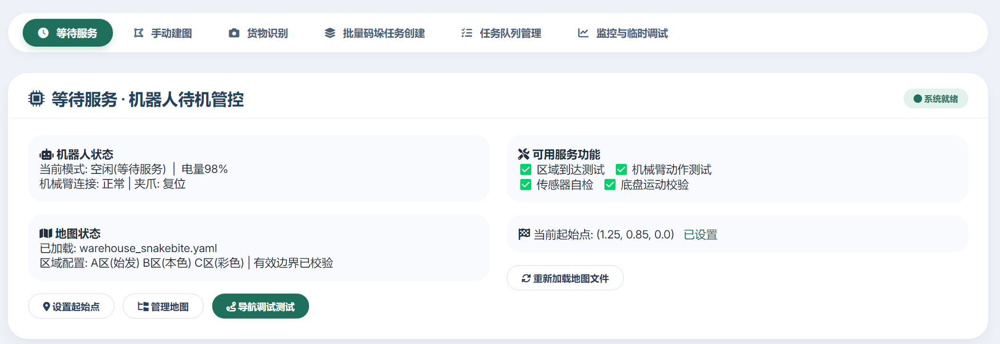 等待服务 手动建图 货物识别 批量码垛任务创建 任务队列管理 监控与临时调试
等待服务 · 机器人待机管控
系统就绪
机器人状态
当前模式: 空闲(等待服务) | 电量98%
机械臂连接: 正常 | 夹爪: 复位
地图状态
已加载: warehouse_snakebite.yaml
区域配置: A区(始发) B区(本色) C区(彩色) | 有效边界已校验
设置起始点 管理地图 导航调试测试
可用服务功能
✅ 区域到达测试 ✅ 机械臂动作测试
✅ 传感器自检 ✅ 底盘运动校验
当前起始点: (1.25, 0.85, 0.0) 已设置
重新加载地图文件